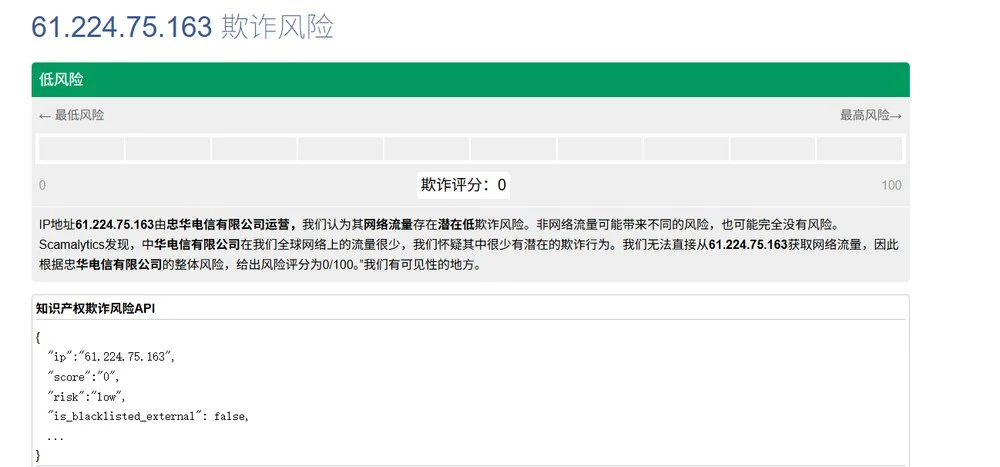 61.224.75.163 欺诈风险
低风险
← 最低风险 最高风险→
0 欺诈评分：0 100
IP地址61.224.75.163由忠华电信有限公司运营，我们认为其网络流量存在潜在低欺诈风险。非网络流量可能带来不同的风险，也可能完全没有风险。
Scamalytics发现，中华电信有限公司在我们全球网络上的流量很少，我们怀疑其中很少有潜在的欺诈行为。我们无法直接从61.224.75.163获取网络流量，因此
根据忠华电信有限公司的整体风险，给出风险评分为0/100。”我们有可见性的地方。
知识产权欺诈风险API
{
"ip":"61.224.75.163",
"score":"0",
"risk":"low",
"is_blacklisted_external": false,
...
}